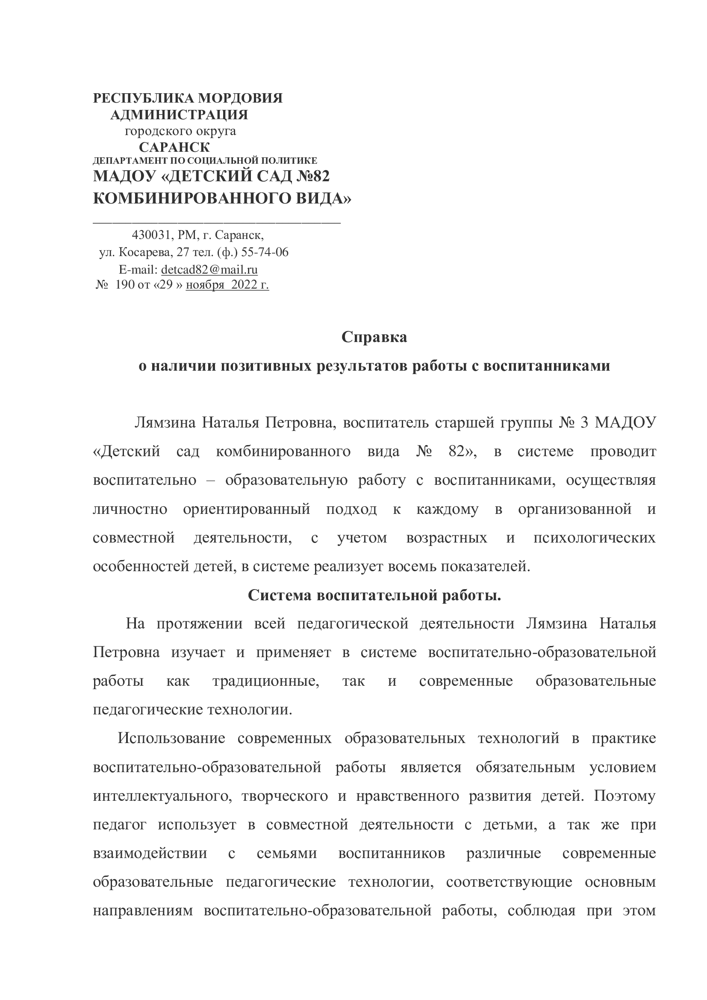 РЕСПУБЛИКА МОРДОВИЯ
АДМИНИСТРАЦИЯ
городского округа
САРАНСК
ДЕПАРТАМЕНТ ПО СОЦИАЛЬНОЙ ПОЛИТИКЕ
МАДОУ «ДЕТСКИЙ САД №82
КОМБИНИРОВАННОГО ВИДА»
______________________________________
430031, РМ, г. Саранск,
ул. Косарева, 27 тел. (ф.) 55-74-06
E-mail: detcad82@mail.ru
№ 190 от «29 » ноября 2022 г.
Справка
о наличии позитивных результатов работы с воспитанниками
Лямзина Наталья Петровна, воспитатель старшей группы № 3 МАДОУ
«Детский сад комбинированного вида № 82», в системе проводит
воспитательно – образовательную работу с воспитанниками, осуществляя
личностно ориентированный подход к каждому в организованной и
совместной деятельности, с учетом возрастных и психологических
особенностей детей, в системе реализует восемь показателей.
Система воспитательной работы.
На протяжении всей педагогической деятельности Лямзина Наталья
Петровна изучает и применяет в системе воспитательно-образовательной
работы как традиционные, так и современные образовательные
педагогические технологии.
Использование современных образовательных технологий в практике
воспитательно-образовательной работы является обязательным условием
интеллектуального, творческого и нравственного развития детей. Поэтому
педагог использует в совместной деятельности с детьми, а так же при
взаимодействии с семьями воспитанников различные современные
образовательные педагогические технологии, соответствующие основным
направлениям воспитательно-образовательной работы, соблюдая при этом